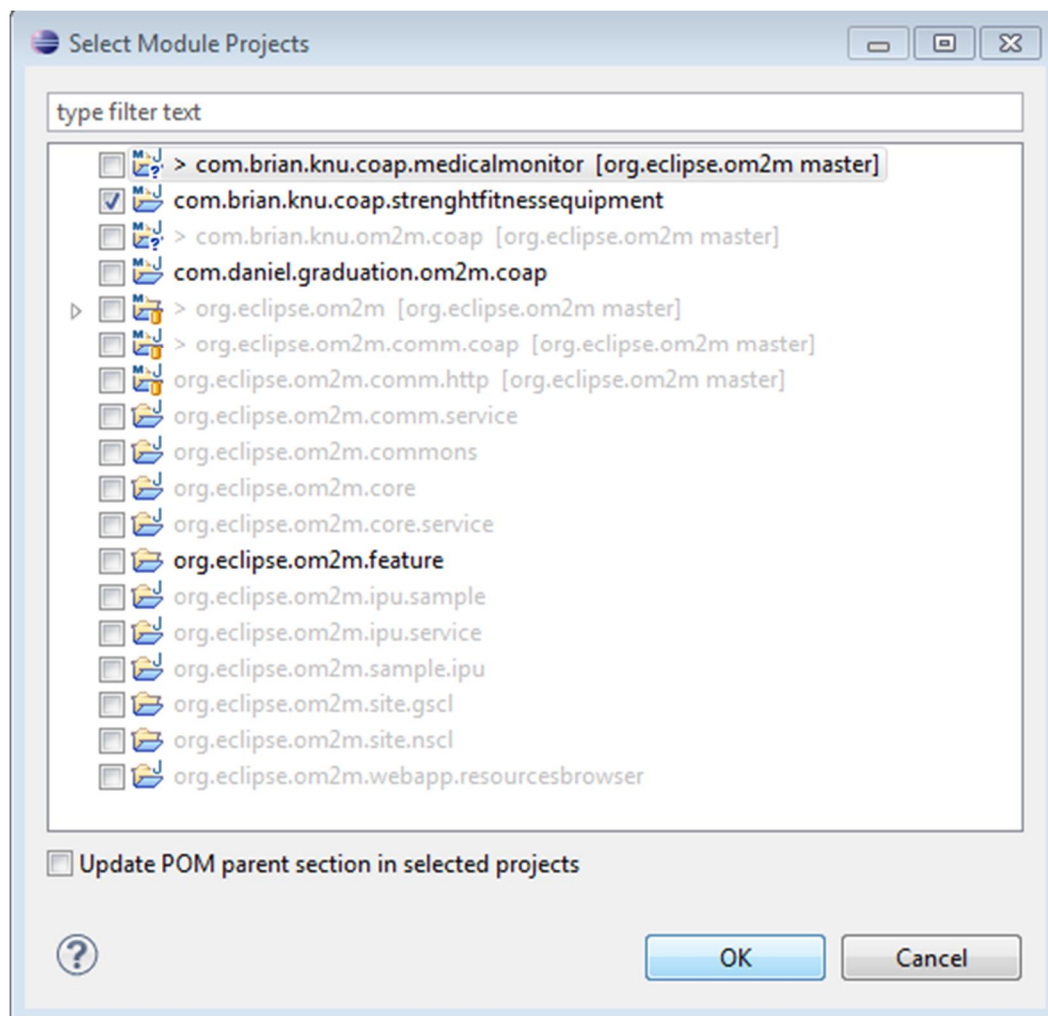 Select Module Projects
type filter text
> com.brian.knu.coap.medicalmonitor [org.eclipse.om2m master]
com.brian.knu.coap.strenghtfitnessequipment
> com.brian.knu.om2m.coap [org.eclipse.om2m master]
com.daniel.graduation.om2m.coap
> org.eclipse.om2m [org.eclipse.om2m master]
> org.eclipse.om2m.comm.coap [org.eclipse.om2m master]
org.eclipse.om2m.comm.http [org.eclipse.om2m master]
org.eclipse.om2m.comm.service
org.eclipse.om2m.commons
org.eclipse.om2m.core
org.eclipse.om2m.core.service
org.eclipse.om2m.feature
org.eclipse.om2m.ipu.sample
org.eclipse.om2m.ipu.service
org.eclipse.om2m.sample.ipu
org.eclipse.om2m.site.gscl
org.eclipse.om2m.site.nscl
org.eclipse.om2m.webapp.resourcesbrowser
Update POM parent section in selected projects
? OK Cancel